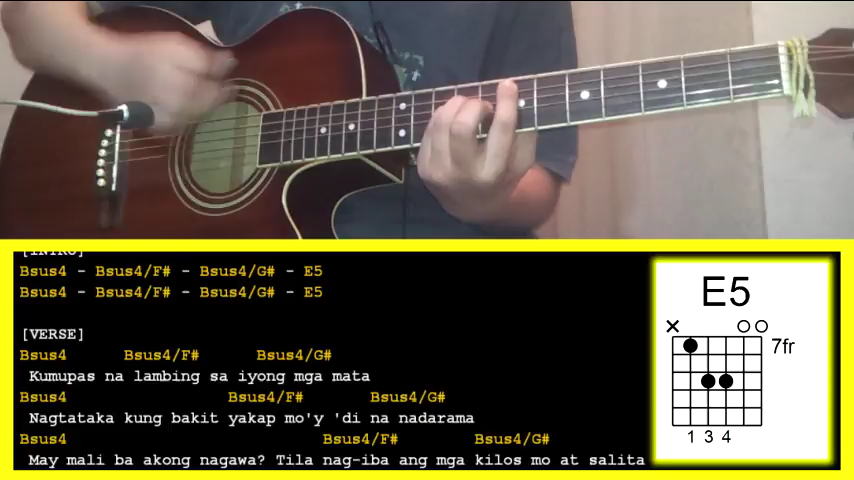 [INTRO]
Bsus4 - Bsus4/F# - Bsus4/G# - E5
Bsus4 - Bsus4/F# - Bsus4/G# - E5
[VERSE]
Bsus4 Bsus4/F# Bsus4/G#
Kumupas na lambing sa iyong mga mata
Bsus4 Bsus4/F# Bsus4/G#
Nagtataka kung bakit yakap mo'y 'di na nadarama
Bsus4 Bsus4/F# Bsus4/G#
May mali ba akong nagawa? Tila nag-iba ang mga kilos mo at salita
E5
7fr
1 3 4